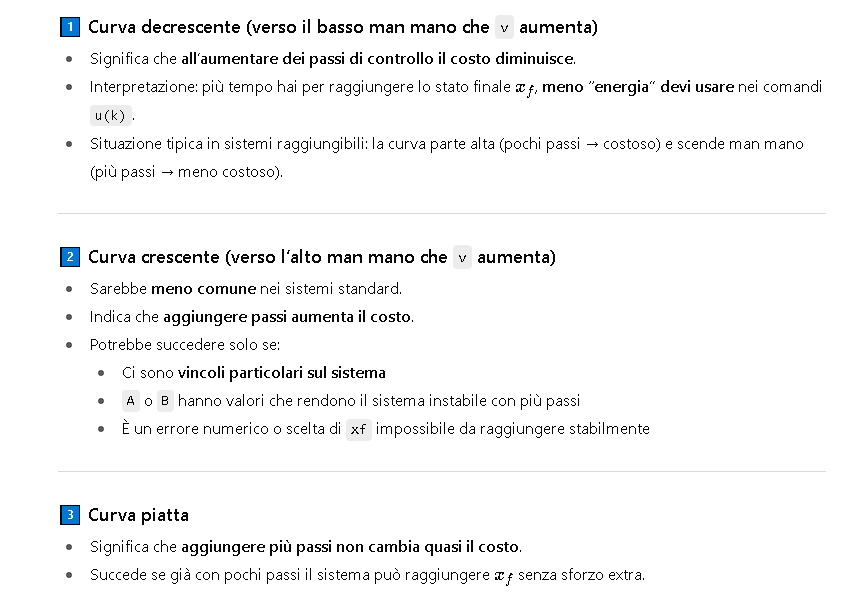 1 Curva decrescente (verso il basso man mano che v aumenta)
• Significa che all'aumentare dei passi di controllo il costo diminuisce.
• Interpretazione: più tempo hai per raggiungere lo stato finale x_f, meno "energia" devi usare nei comandi
u(k).
• Situazione tipica in sistemi raggiungibili: la curva parte alta (pochi passi → costoso) e scende man mano
(più passi → meno costoso).
2 Curva crescente (verso l'alto man mano che v aumenta)
• Sarebbe meno comune nei sistemi standard.
• Indica che aggiungere passi aumenta il costo.
• Potrebbe succedere solo se:
• Ci sono vincoli particolari sul sistema
• A o B hanno valori che rendono il sistema instabile con più passi
• È un errore numerico o scelta di xf impossibile da raggiungere stabilmente
3 Curva piatta
• Significa che aggiungere più passi non cambia quasi il costo.
• Succede se già con pochi passi il sistema può raggiungere x_f senza sforzo extra.